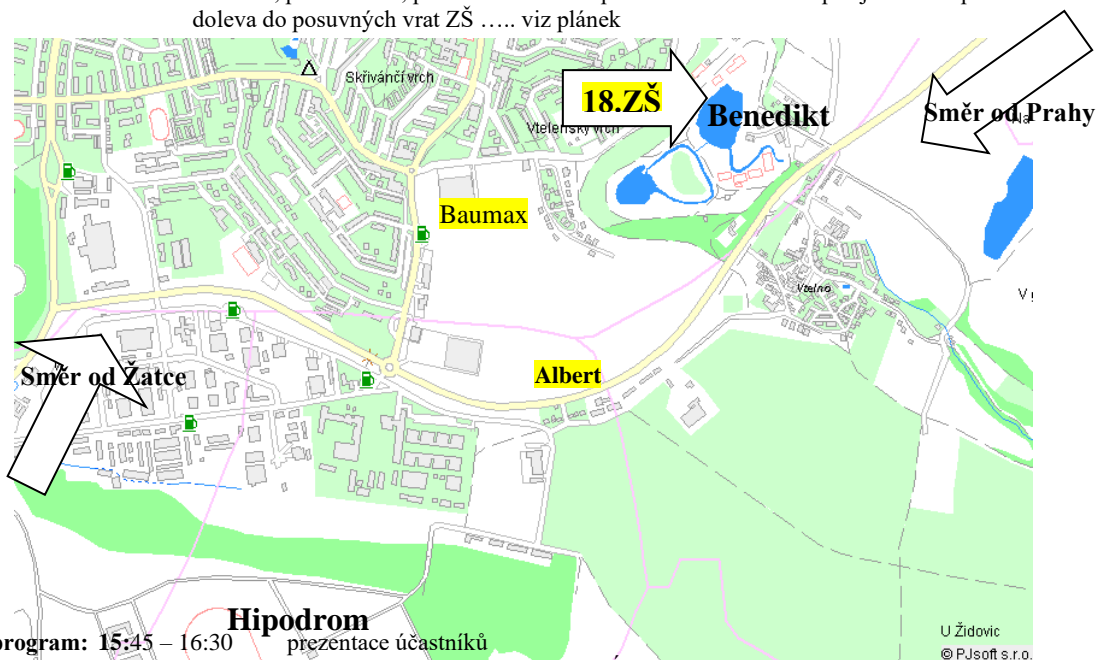 doleva do posuvných vrat ZŠ ….. viz plánek
Skřivánčí vrch
18.ZŠ
Benedikt
Směr od Prahy
Vtelenský vrch
Baumax
Vtelno
Směr od Žatce
Albert
Hipodrom
program: 15:45 – 16:30 prezentace účastníků
U Židovic
© PJsoft s.r.o.